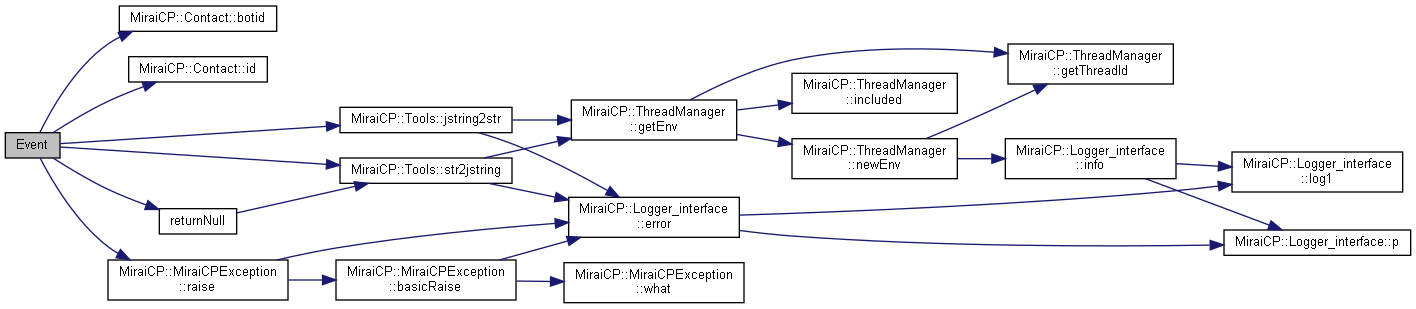 MiraiCP::Contact::botid
MiraiCP::Contact::id
Event
MiraiCP::Tools::jstring2str
MiraiCP::Tools::str2jstring
returnNull
MiraiCP::MiraiCPException
::raise
MiraiCP::MiraiCPException
::basicRaise
MiraiCP::ThreadManager
::getEnv
MiraiCP::Logger_interface
::error
MiraiCP::MiraiCPException
::what
MiraiCP::ThreadManager
::included
MiraiCP::ThreadManager
::newEnv
MiraiCP::ThreadManager
::getThreadId
MiraiCP::Logger_interface
::info
MiraiCP::Logger_interface
::log1
MiraiCP::Logger_interface::p